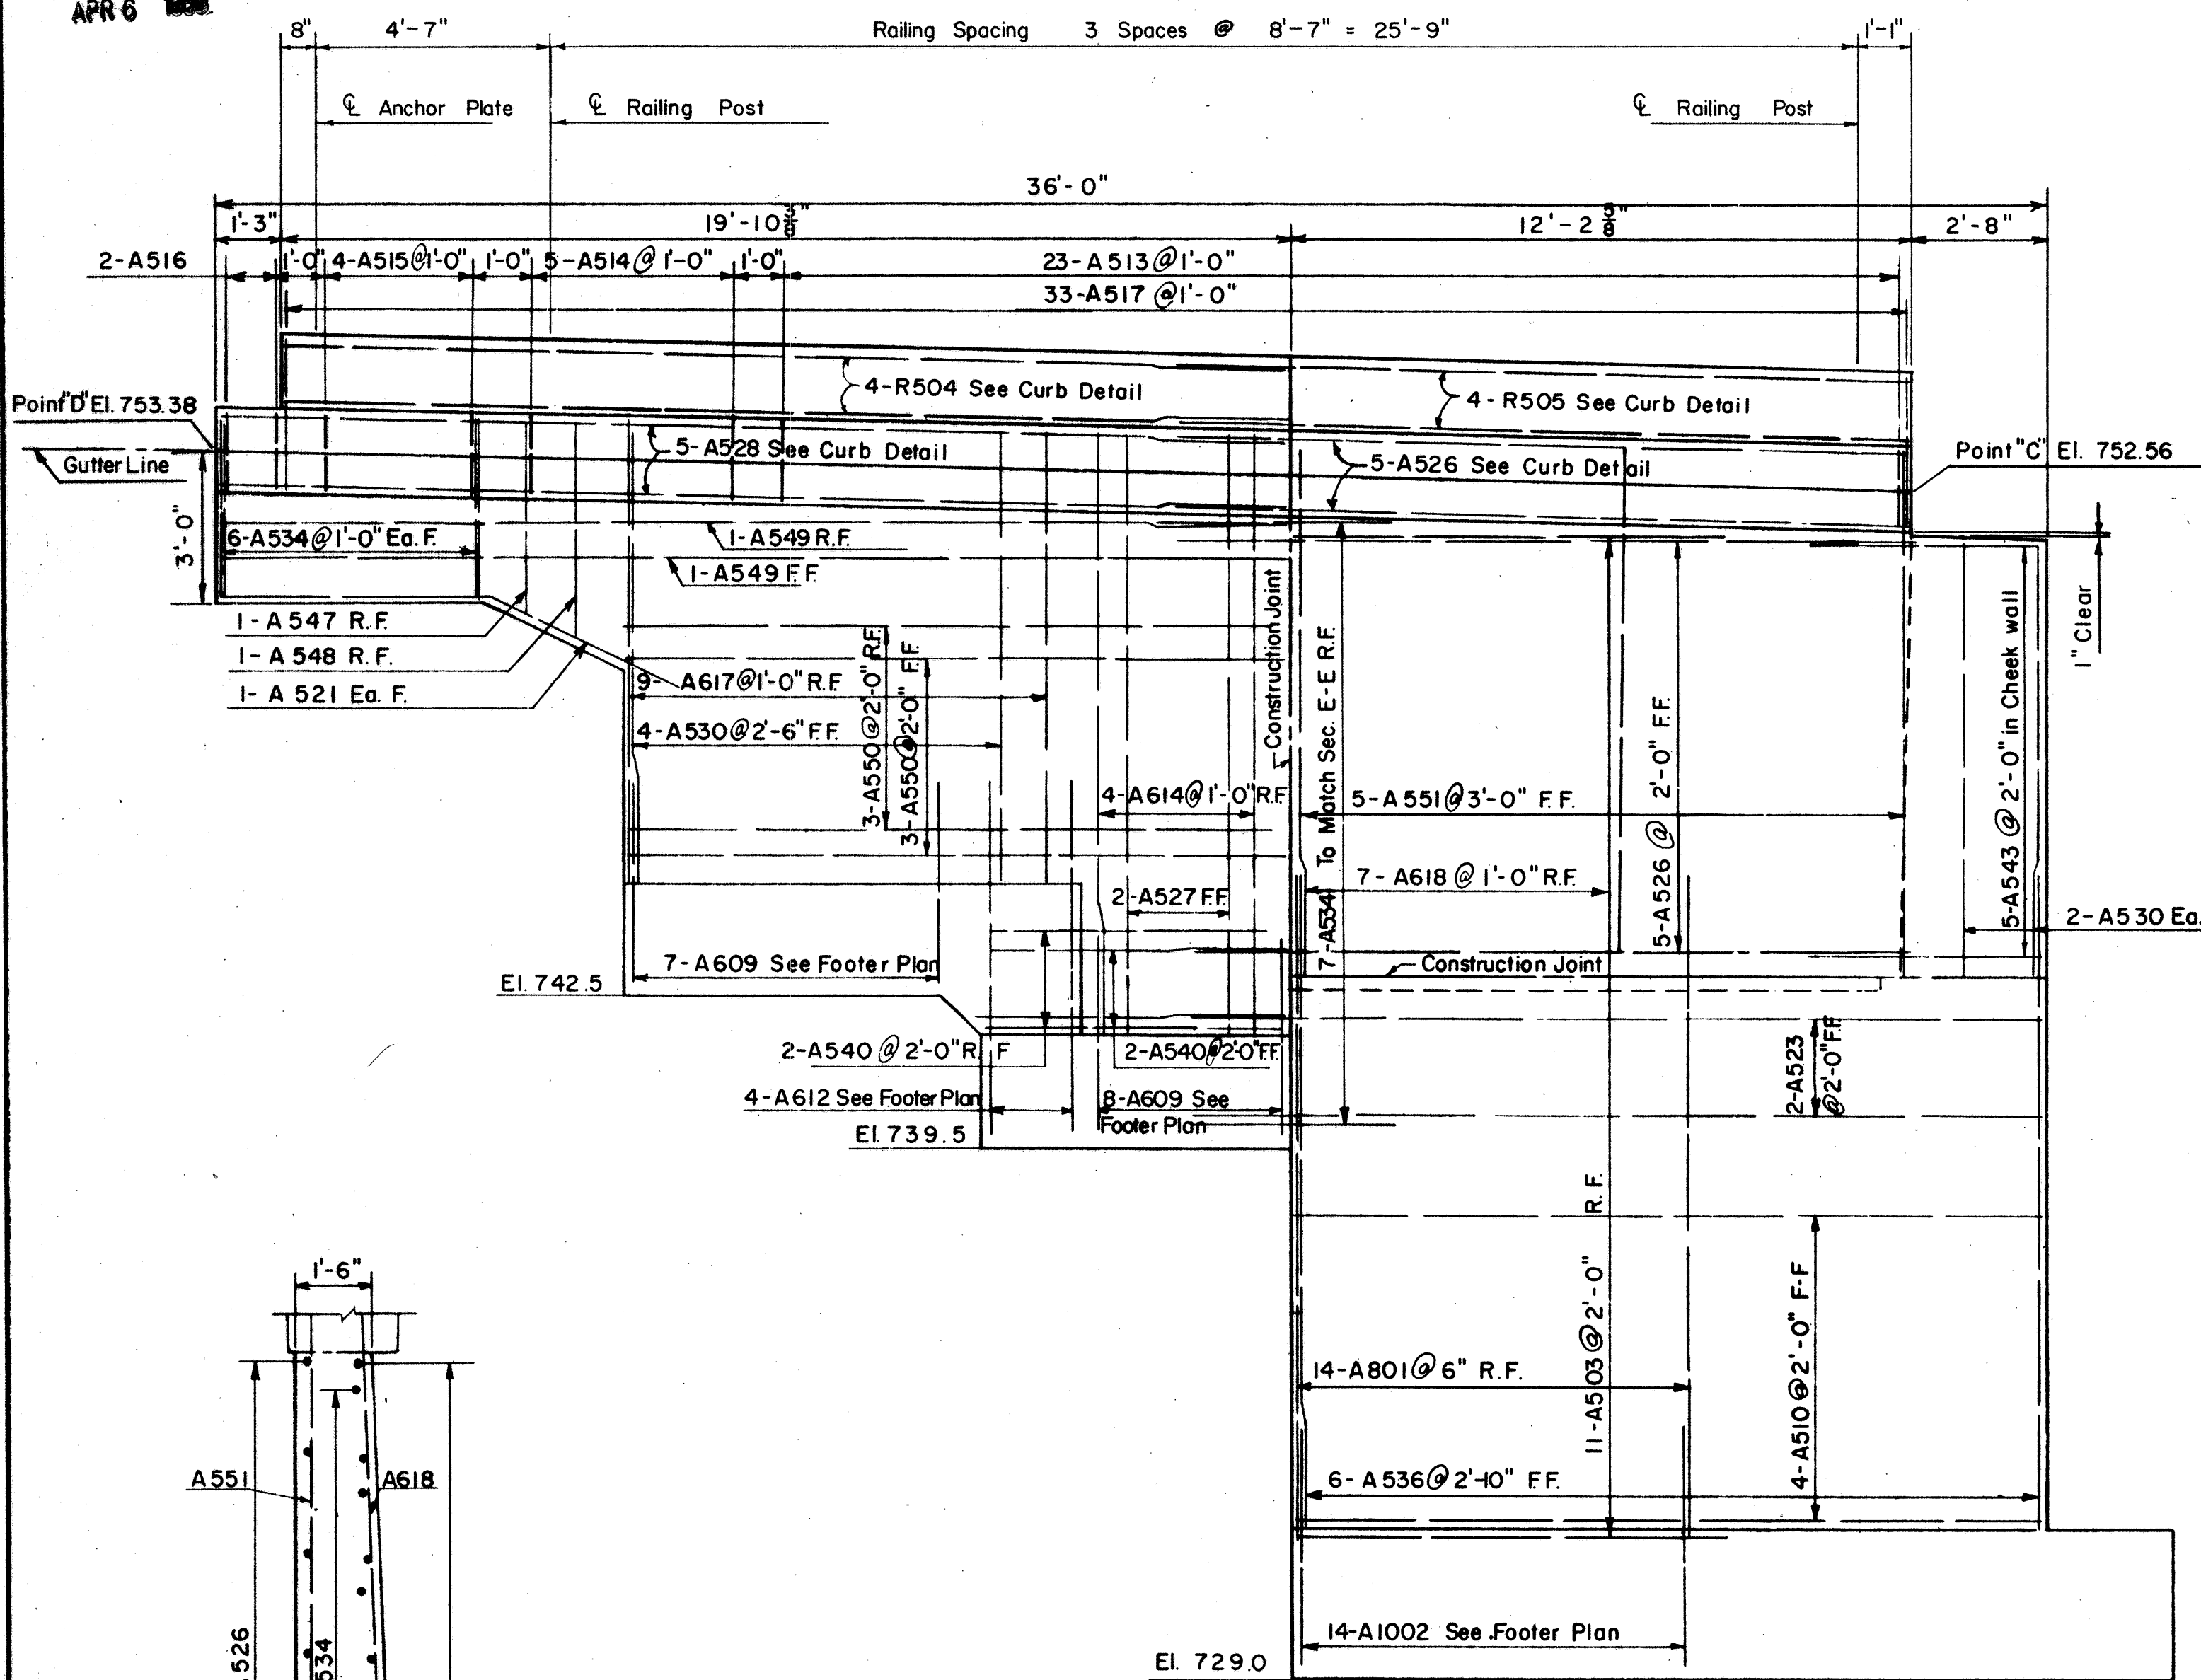 APR 6
8" 4'-7" Railing Spacing 3 Spaces @ 8'-7" = 25'-9" 1'-1"
℄ Anchor Plate ℄ Railing Post ℄ Railing Post
36'-0"
1'-3" 19'-10 3/8" 12'-2 3/8" 2'-8"
2-A516 1'-0" 4-A515@1'-0" 1'-0" 5-A514@1'-0" 1'-0" 23-A513@1'-0"
33-A517@1'-0"
4-R504 See Curb Detail
4-R505 See Curb Detail
Point "D" El. 753.38
Gutter Line
5-A528 See Curb Detail
5-A526 See Curb Detail
Point "C" El. 752.56
3'-0"
6-A534@1'-0" Ea. F.
1-A549 R.F.
1-A549 F.F.
1-A547 R.F.
1-A548 R.F.
1-A521 Ea. F.
9-A617@1'-0" R.F.
4-A530@2'-6" F.F.
3-A550@2'-0" R.F.
3-A550@2'-0" F.F.
Construction Joint
7-A534 To Match Sec. E-E R.F.
4-A614@1'-0" R.F.
5-A551@3'-0" F.F.
5-A526@ 2'-0" F.F.
5-A543@2'-0" in Cheek wall
1" Clear
7-A618@1'-0" R.F.
2-A527 F.F.
2-A530 Ea.
7-A609 See Footer Plan
Construction Joint
El. 742.5
2-A540@2'-0" R. F
2-A540@2'-0" F.F.
2-A523
@2'-0" F.F.
4-A612 See Footer Plan
8-A609 See
Footer Plan
El. 739.5
11-A503@2'-0" R.F.
4-A510@2'-0" F-F
1'-6"
14-A801@6" R.F.
A551
A618
6-A536@2'-10" F.F.
526
534
14-A1002 See Footer Plan
El. 729.0